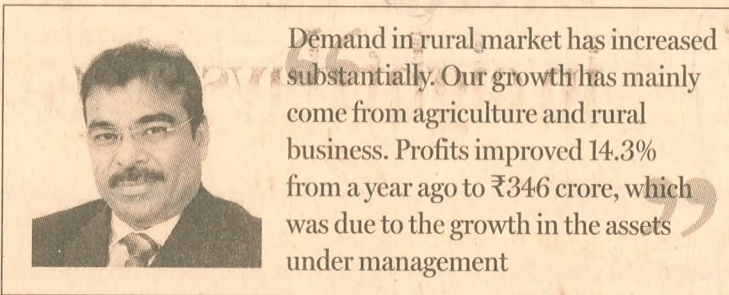 Demand in rural market has increased
substantially. Our growth has mainly
come from agriculture and rural
business. Profits improved 14.3%
from a year ago to ₹346 crore, which
was due to the growth in the assets
under management